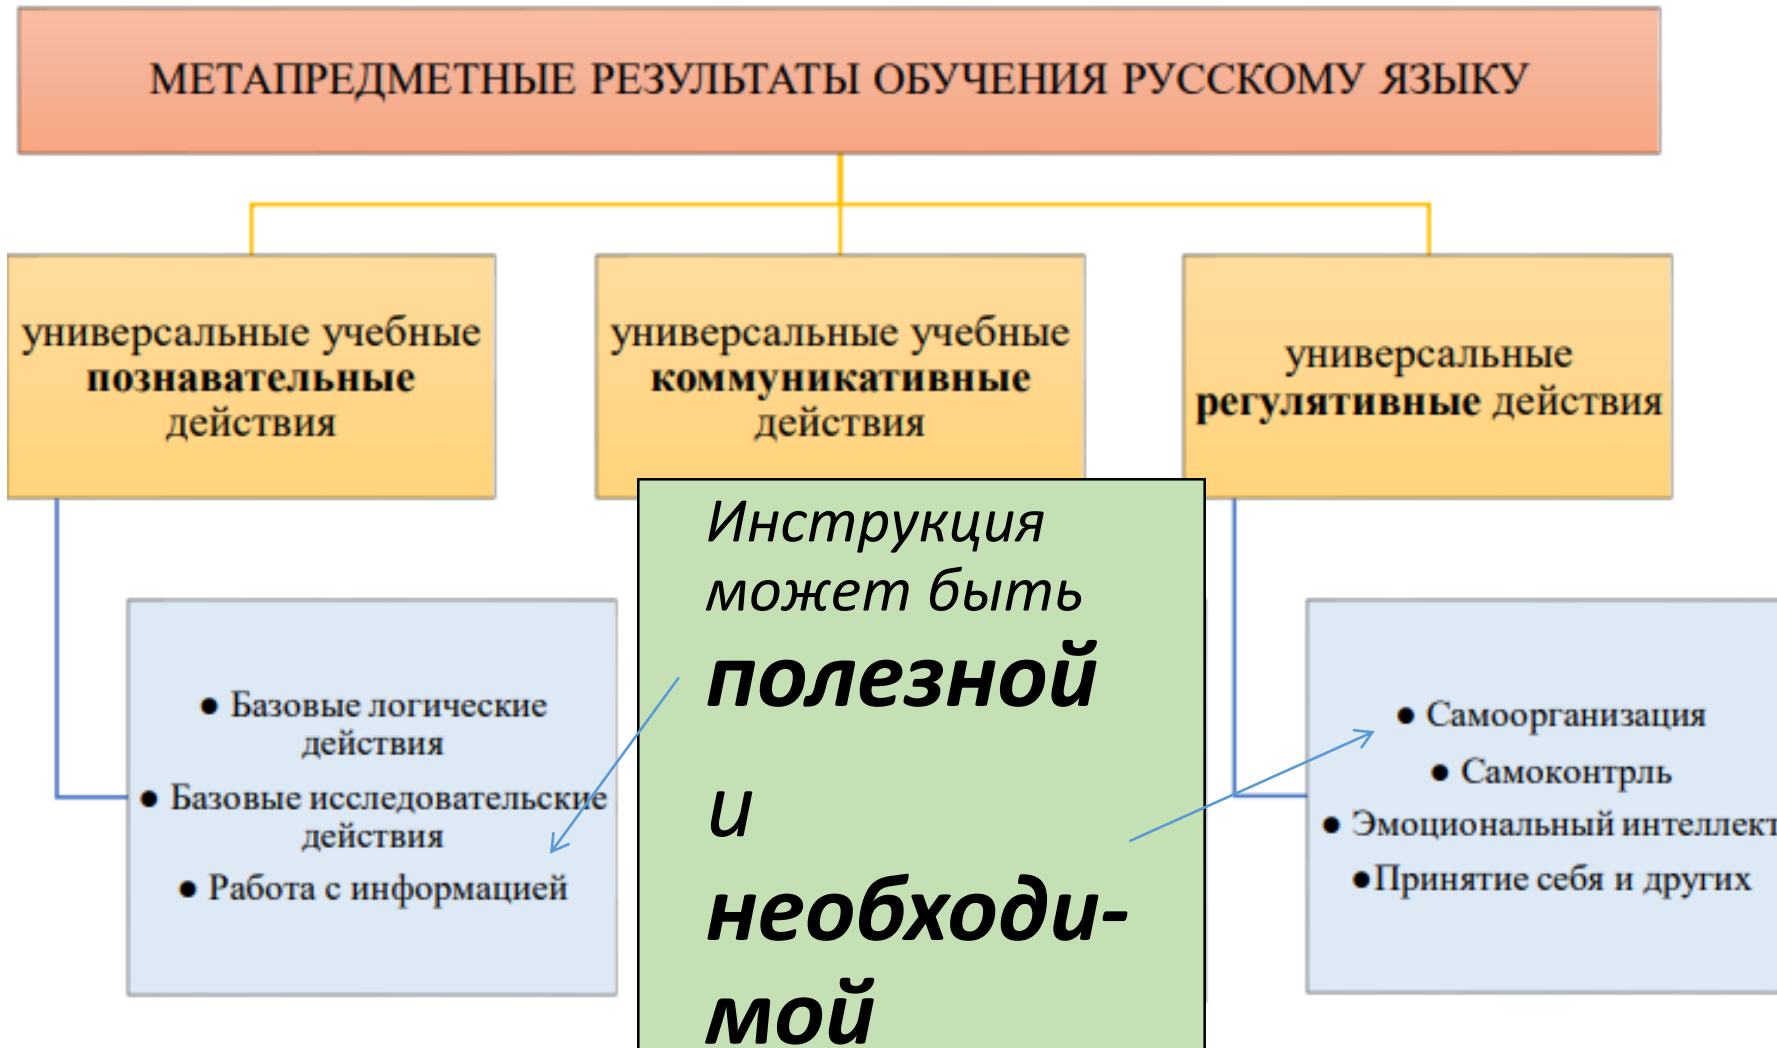 МЕТАПРЕДМЕТНЫЕ РЕЗУЛЬТАТЫ ОБУЧЕНИЯ РУССКОМУ ЯЗЫКУ
универсальные учебные
познавательные
действия
универсальные учебные
коммуникативные
действия
универсальные
регулятивные действия
● Базовые логические
действия
● Базовые исследовательские
действия
● Работа с информацией
Инструкция
может быть
полезной
и
необходи-
мой
● Самоорганизация
● Самоконтрль
● Эмоциональный интеллект
●Принятие себя и других